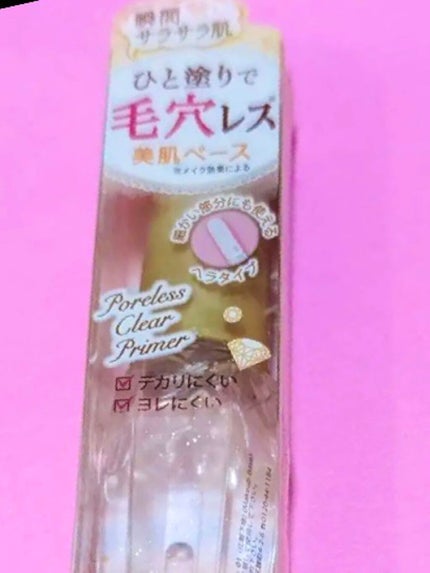 瞬間
サラサラ肌
ひと塗りで
毛穴レス
美肌ベース
※メイク効果による
細かい部分にも使える
ヘラタイプ
Poreless
Clear
Primer
テカリにくい
ヨレにくい